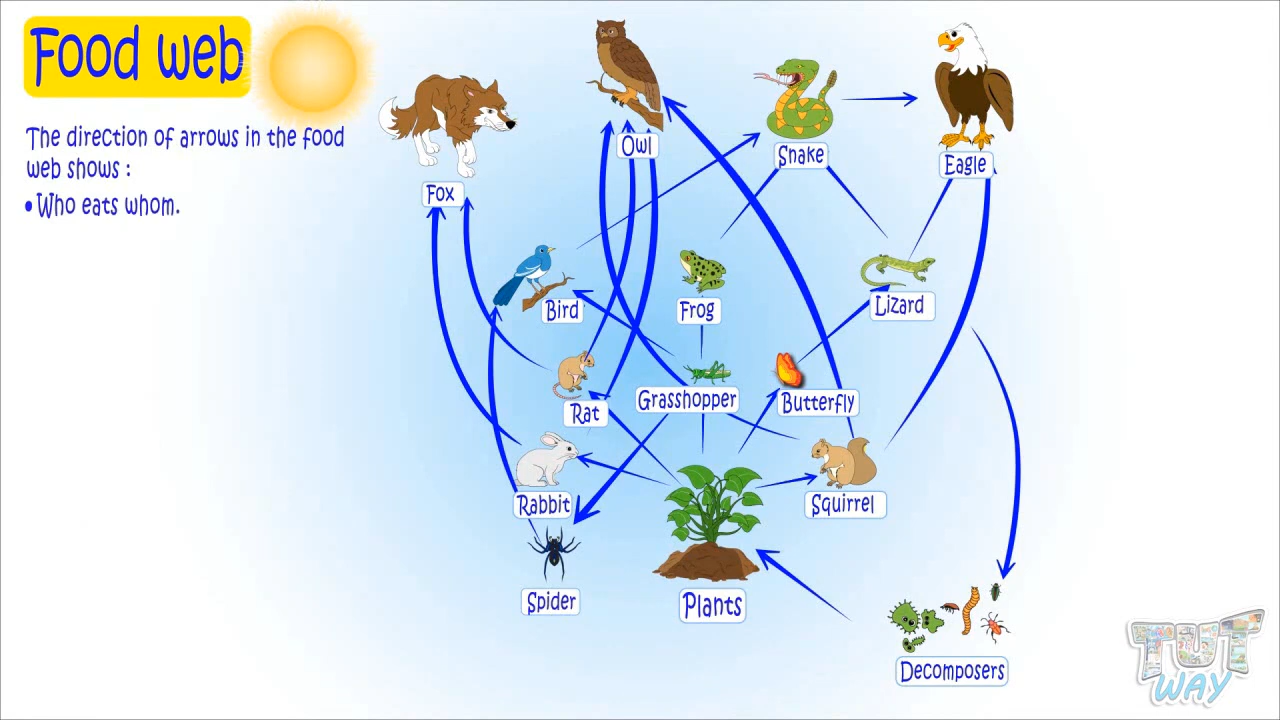 Food web
The direction of arrows in the food
web shows :
• Who eats whom.
Fox
Owl
Snake
Eagle
Bird
Frog
Lizard
Rat
Grasshopper
Butterfly
Rabbit
Squirrel
Spider
Plants
Decomposers
TUT
WAY